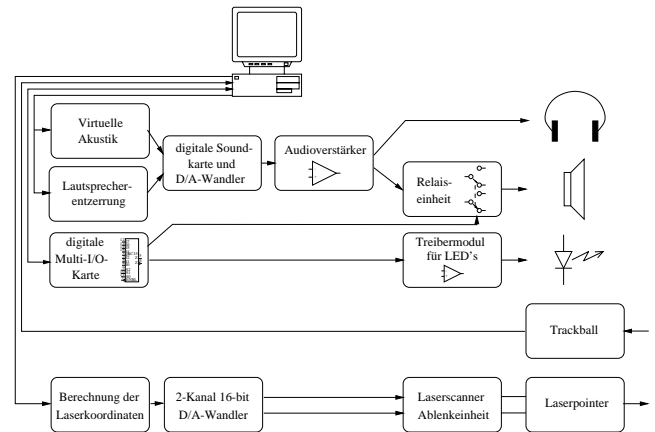 Virtuelle
Akustik
digitale Sound-
karte und
D/A-Wandler
Audioverstärker
Lautsprecher-
entzerrung
Relais-
einheit
digitale
Multi-I/O-
Karte
Treibermodul
für LED's
Trackball
Berechnung der
Laserkoordinaten
2-Kanal 16-bit
D/A-Wandler
Laserscanner
Ablenkeinheit
Laserpointer